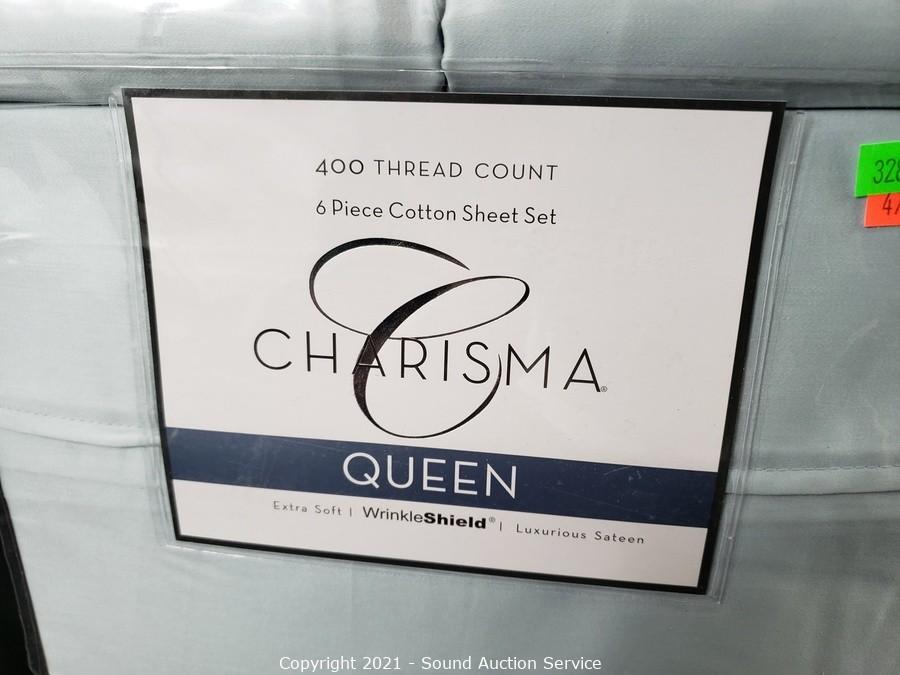 400 THREAD COUNT
6 Piece Cotton Sheet Set
C
CHARISMA®
QUEEN
Extra Soft | WrinkleShield® | Luxurious Sateen
328
Copyright 2021 - Sound Auction Service